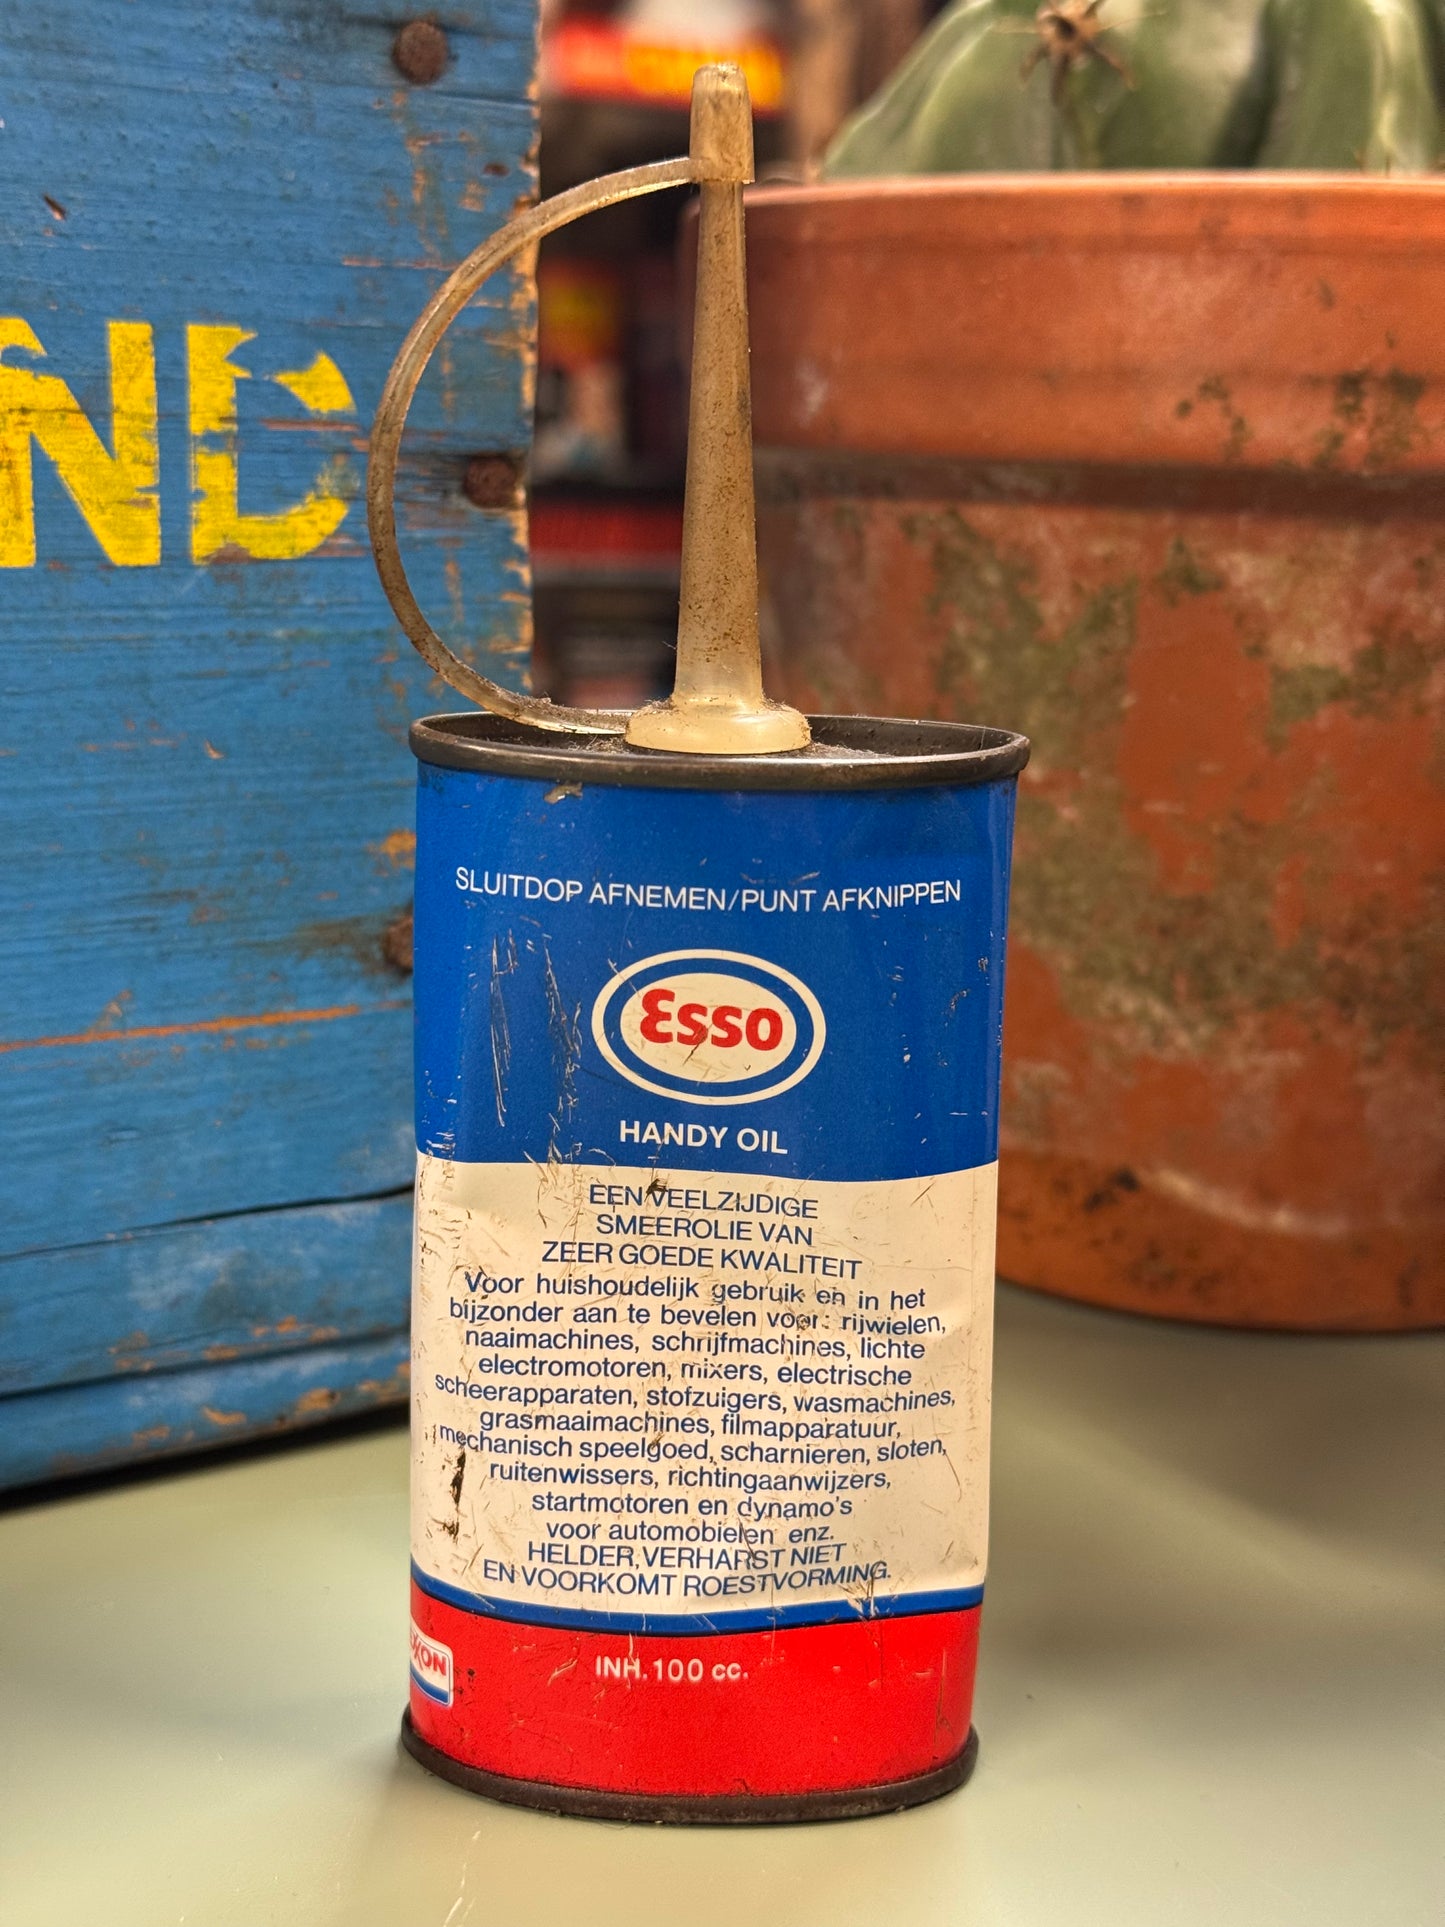 ND
SLUITDOP AFNEMEN/PUNT AFKNIPPEN
Esso
HANDY OIL
EEN VEELZIJDIGE
SMEEROLIE VAN
ZEER GOEDE KWALITEIT
Voor huishoudelijk gebruik en in het
bijzonder aan te bevelen voor: rijwielen,
naaimachines, schrijfmachines, lichte
electromotoren, mixers, electrische
scheerapparaten, stofzuigers, wasmachines,
grasmaaimachines, filmapparatuur,
mechanisch speelgoed, scharnieren, sloten,
ruitenwissers, richtingaanwijzers,
startmotoren en dynamo's
voor automobielen enz.
HELDER, VERHARST NIET
EN VOORKOMT ROESTVORMING.
EXXON
INH. 100 cc.